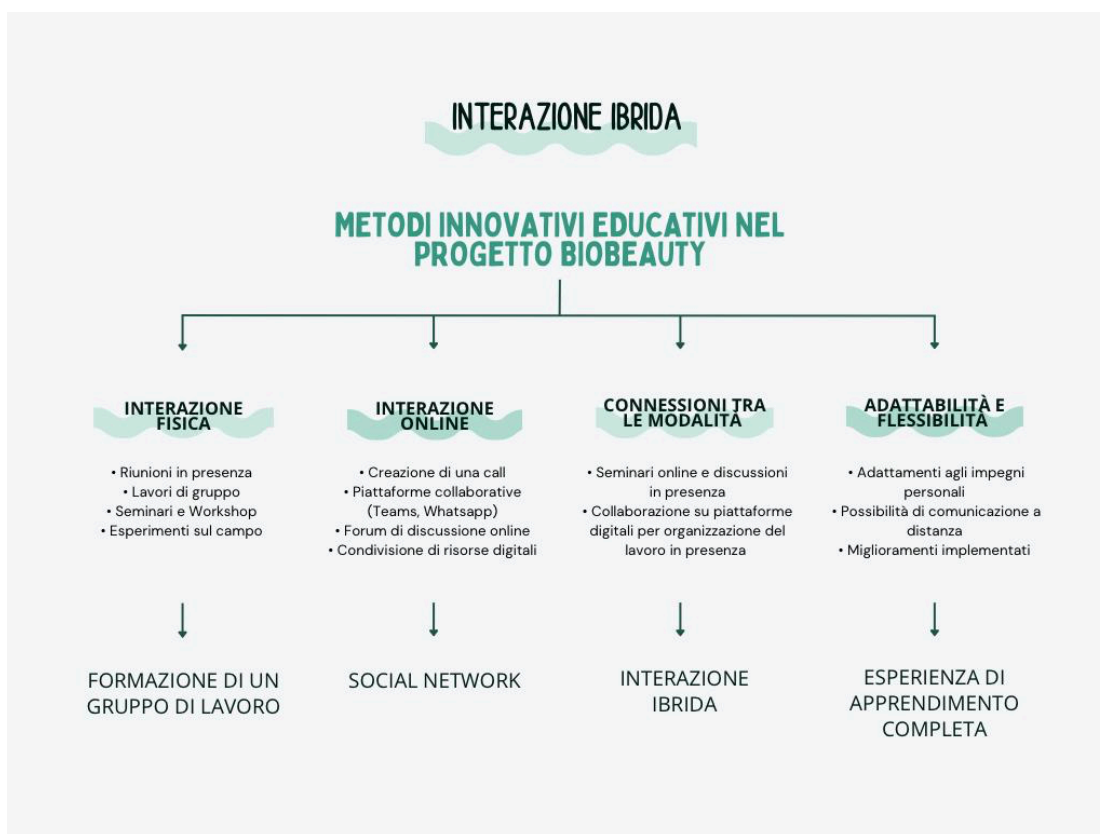 INTERAZIONE IBRIDA
METODI INNOVATIVI EDUCATIVI NEL
PROGETTO BIOBEAUTY
INTERAZIONE
FISICA
• Riunioni in presenza
• Lavori di gruppo
• Seminari e Workshop
• Esperimenti sul campo
FORMAZIONE DI UN
GRUPPO DI LAVORO
INTERAZIONE
ONLINE
• Creazione di una call
• Piattaforme collaborative
(Teams, Whatsapp)
• Forum di discussione online
• Condivisione di risorse digitali
SOCIAL NETWORK
CONNESSIONI TRA
LE MODALITÀ
• Seminari online e discussioni
in presenza
• Collaborazione su piattaforme
digitali per organizzazione del
lavoro in presenza
INTERAZIONE
IBRIDA
ADATTABILITÀ E
FLESSIBILITÀ
• Adattamenti agli impegni
personali
• Possibilità di comunicazione a
distanza
• Miglioramenti implementati
ESPERIENZA DI
APPRENDIMENTO
COMPLETA